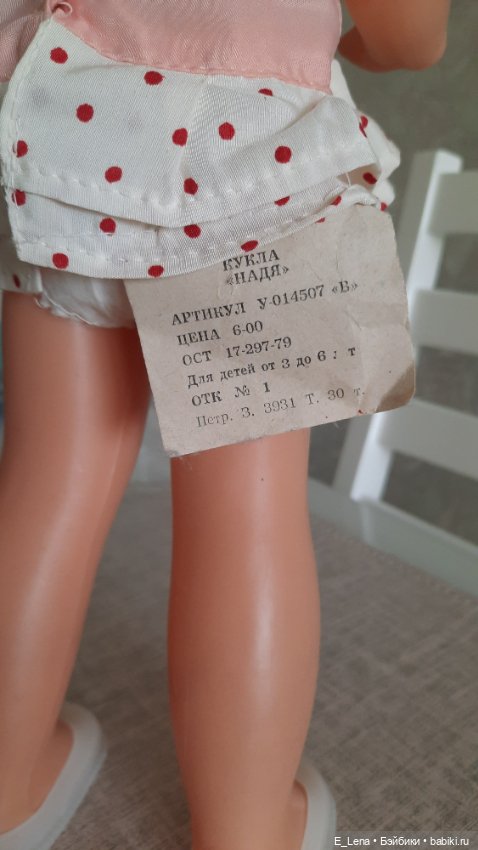 КУКЛА
«НАДЯ»
АРТИКУЛ У-014507 «В»
ЦЕНА 6-00
ОСТ 17-297-79
Для детей от 3 до 6 т
ОТК № 1
Петр. З. 3931 Т. 30 т.
E_Lena • Бэйбики • babiki.ru